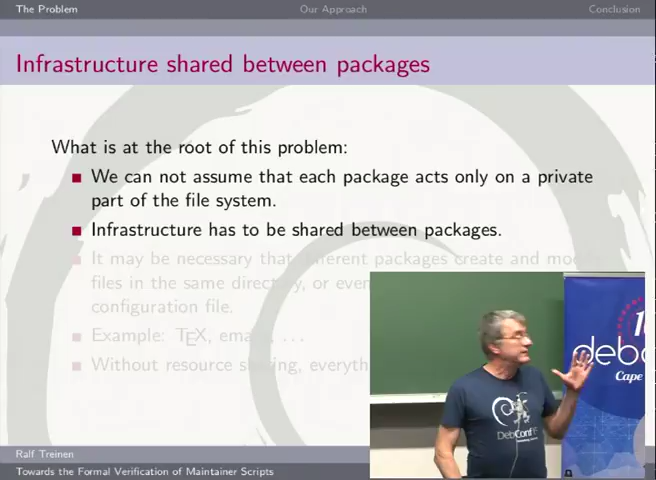 The Problem
Our Approach
Conclusion
Infrastructure shared between packages
What is at the root of this problem:
We can not assume that each package acts only on a private
part of the file system.
Infrastructure has to be shared between packages.
It may be necessary that different packages create and
files in the same directory, or even
configuration file.
Example: TEX, emacs, ...
Without resource sharing,
DebConf
debc
Cape
Ralf Treinen
Towards the Formal Verification of Maintainer Scripts